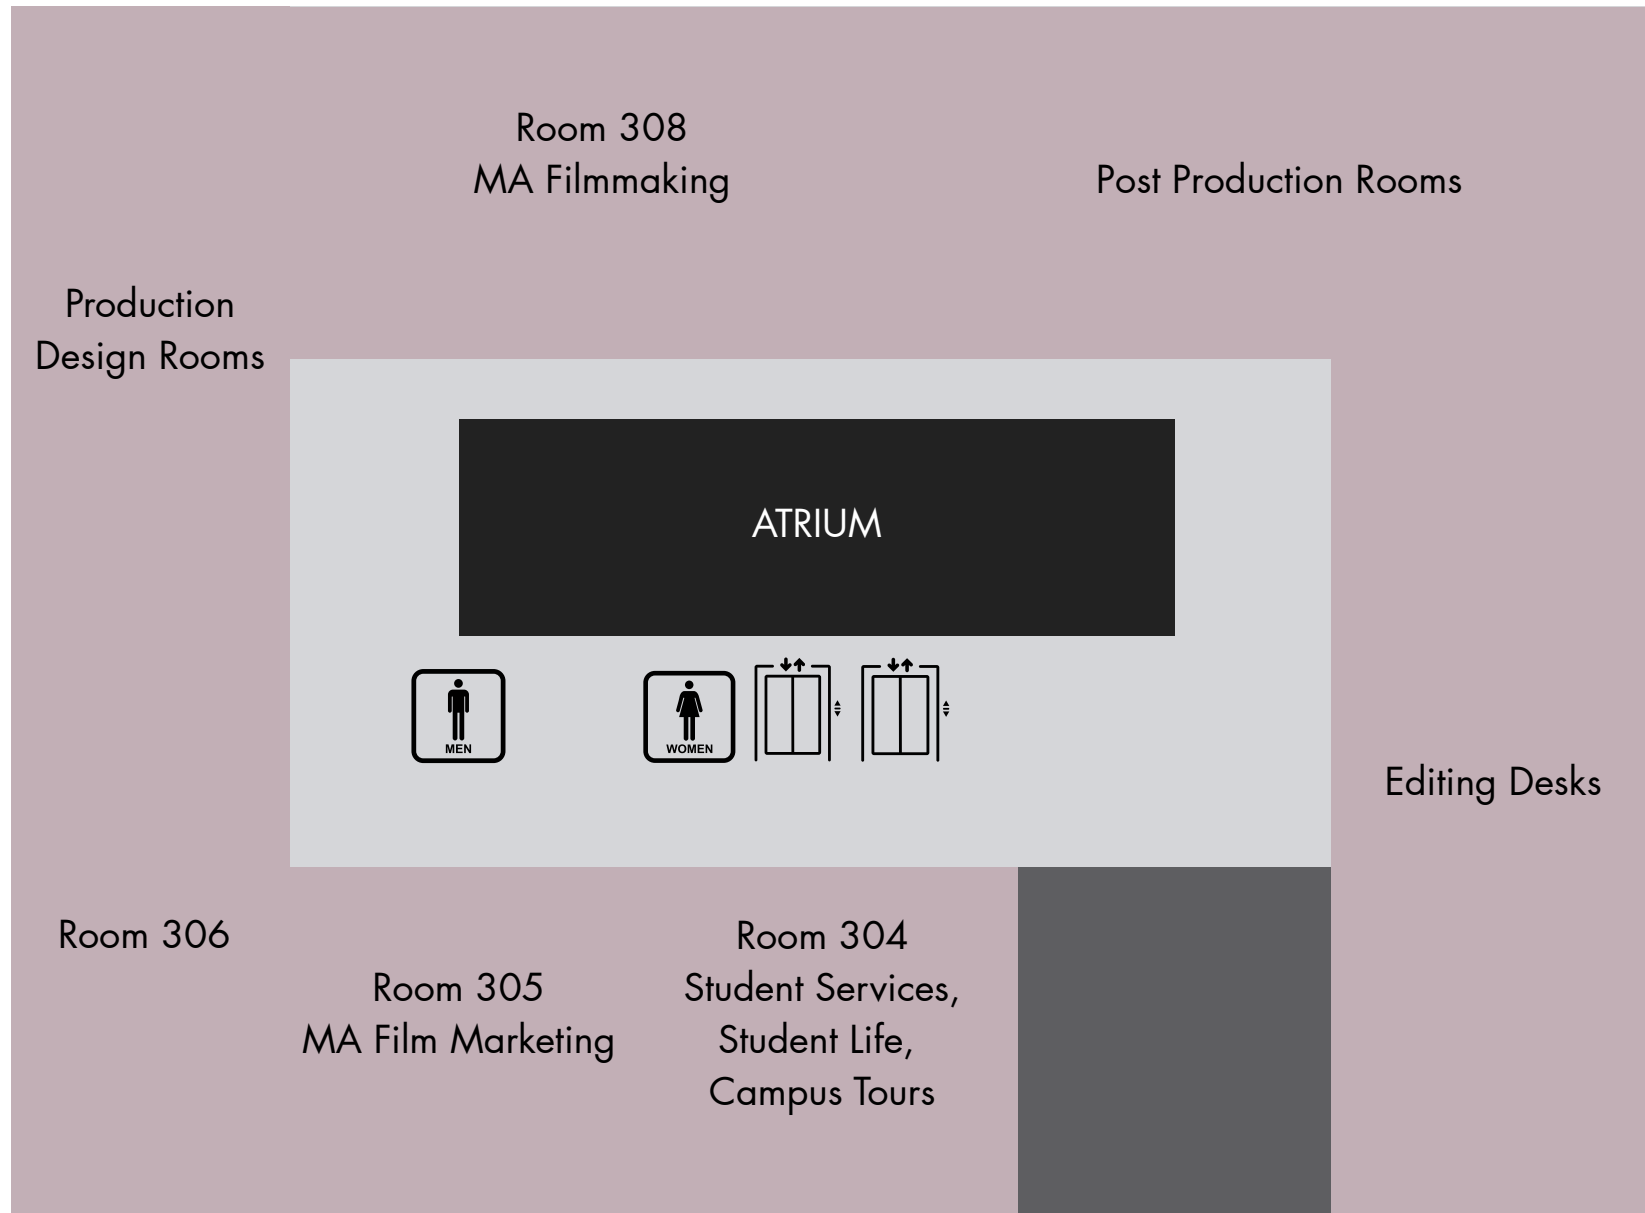 Room 308
MA Filmmaking
Post Production Rooms
Production
Design Rooms
ATRIUM
MEN
WOMEN
Editing Desks
Room 306
Room 305
MA Film Marketing
Room 304
Student Services,
Student Life,
Campus Tours